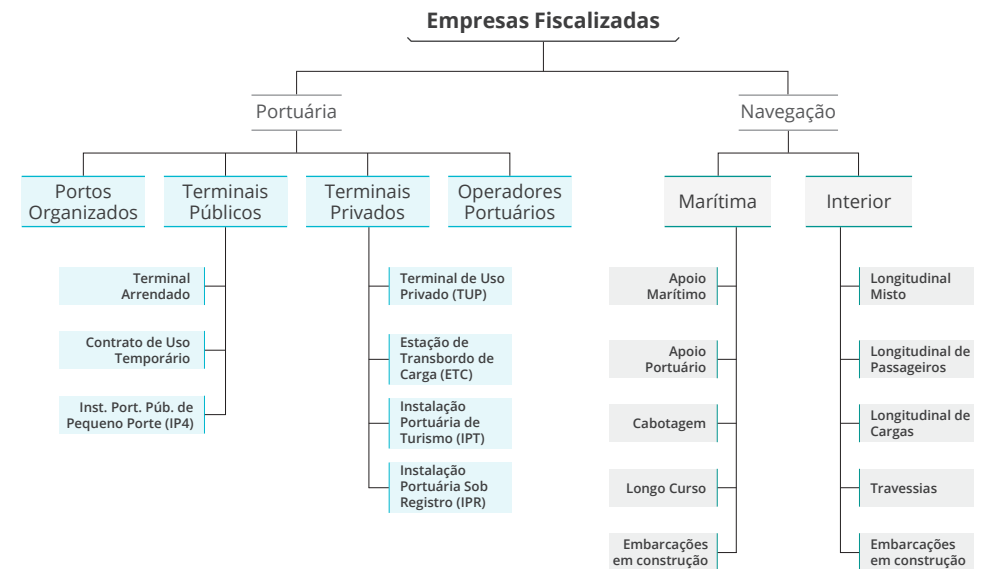 Empresas Fiscalizadas
Portuária
Navegação
Portos
Organizados
Terminais
Públicos
Terminais
Privados
Operadores
Portuários
Marítima
Interior
Terminal
Arrendado
Contrato de Uso
Temporário
Inst. Port. Púb. de
Pequeno Porte (IP4)
Terminal de Uso
Privado (TUP)
Estação de
Transbordo de
Carga (ETC)
Instalação
Portuária de
Turismo (IPT)
Instalação
Portuária Sob
Registro (IPR)
Apoio
Marítimo
Apoio
Portuário
Cabotagem
Longo Curso
Embarcações
em construção
Longitudinal
Misto
Longitudinal de
Passageiros
Longitudinal de
Cargas
Travessias
Embarcações
em construção